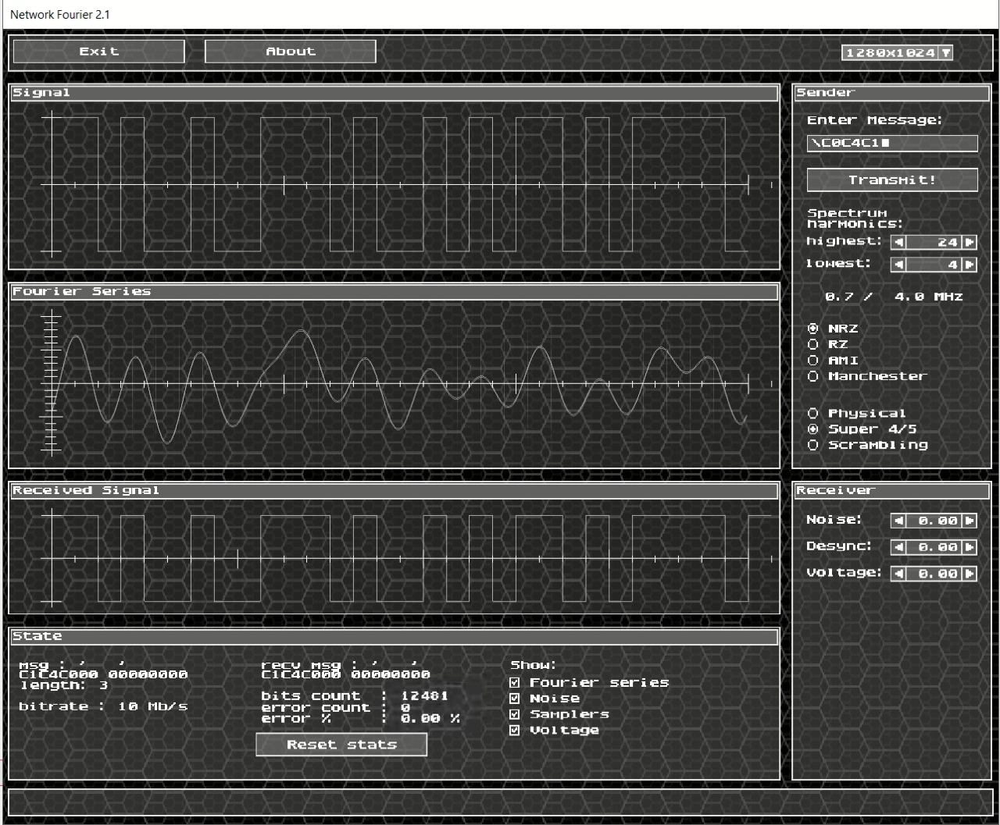 Network Fourier 2.1
Exit
About
1280x1024
Signal
Sender
Enter Message:
\C0C4C1
Transmit!
Spectrum
harmonics:
highest: 24
lowest: 4
0.7 / 4.0 MHz
NRZ
RZ
AMI
Manchester
Physical
Super 4/5
Scrambling
Fourier Series
Received Signal
Receiver
Noise: 0.00
Desync: 0.00
Voltage: 0.00
State
msg :
C1C4C000 00000000
length: 3
bitrate : 10 Mb/s
recv msg :
C1C4C000 00000000
bits count : 12481
error count : 0
error % : 0.00 %
Reset stats
Show:
Fourier series
Noise
Samplers
Voltage